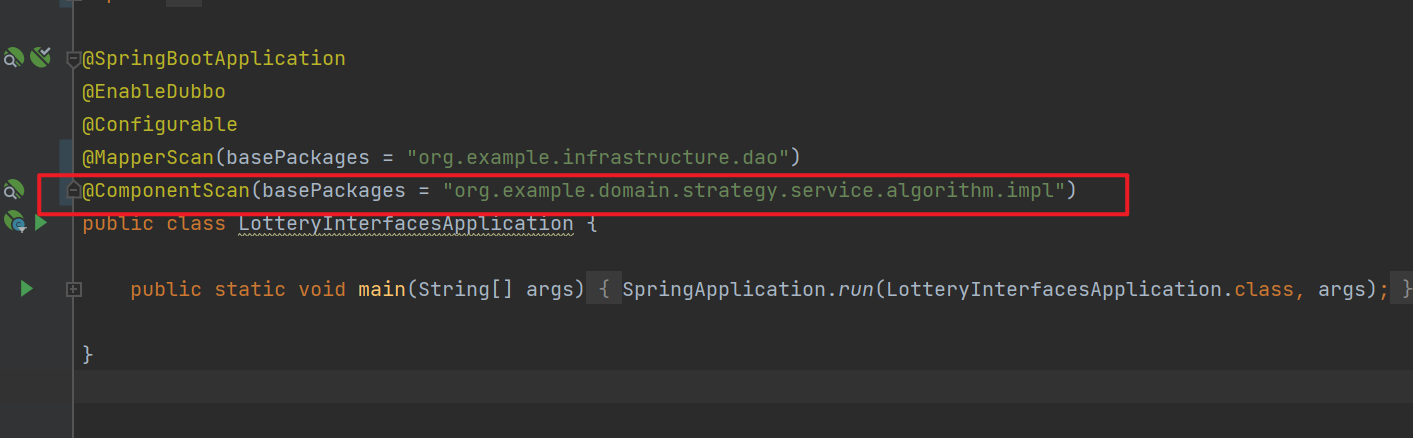 @SpringBootApplication
@EnableDubbo
@Configurable
@MapperScan(basePackages = "org.example.infrastructure.dao")
@ComponentScan(basePackages = "org.example.domain.strategy.service.algorithm.impl")
public class LotteryInterfacesApplication {
public static void main(String[] args) { SpringApplication.run(LotteryInterfacesApplication.class, args); }
}